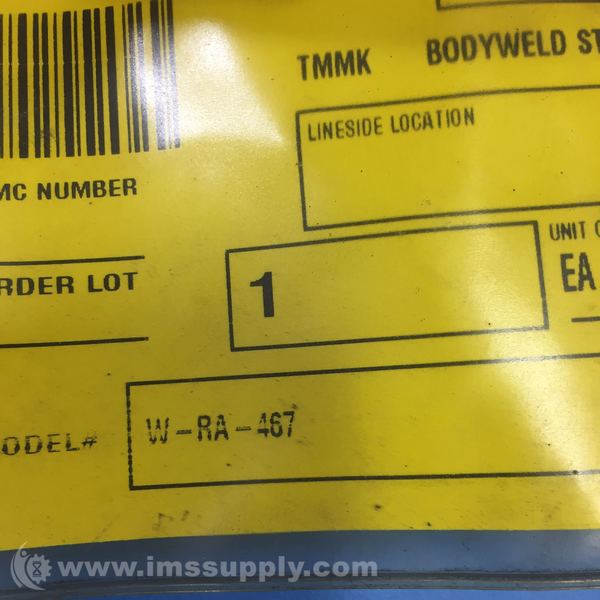 TMMK BODYWELD ST
LINESIDE LOCATION
MC NUMBER
UNIT
RDER LOT
1
EA
ODEL#
W-RA-467
www.imssupply.com